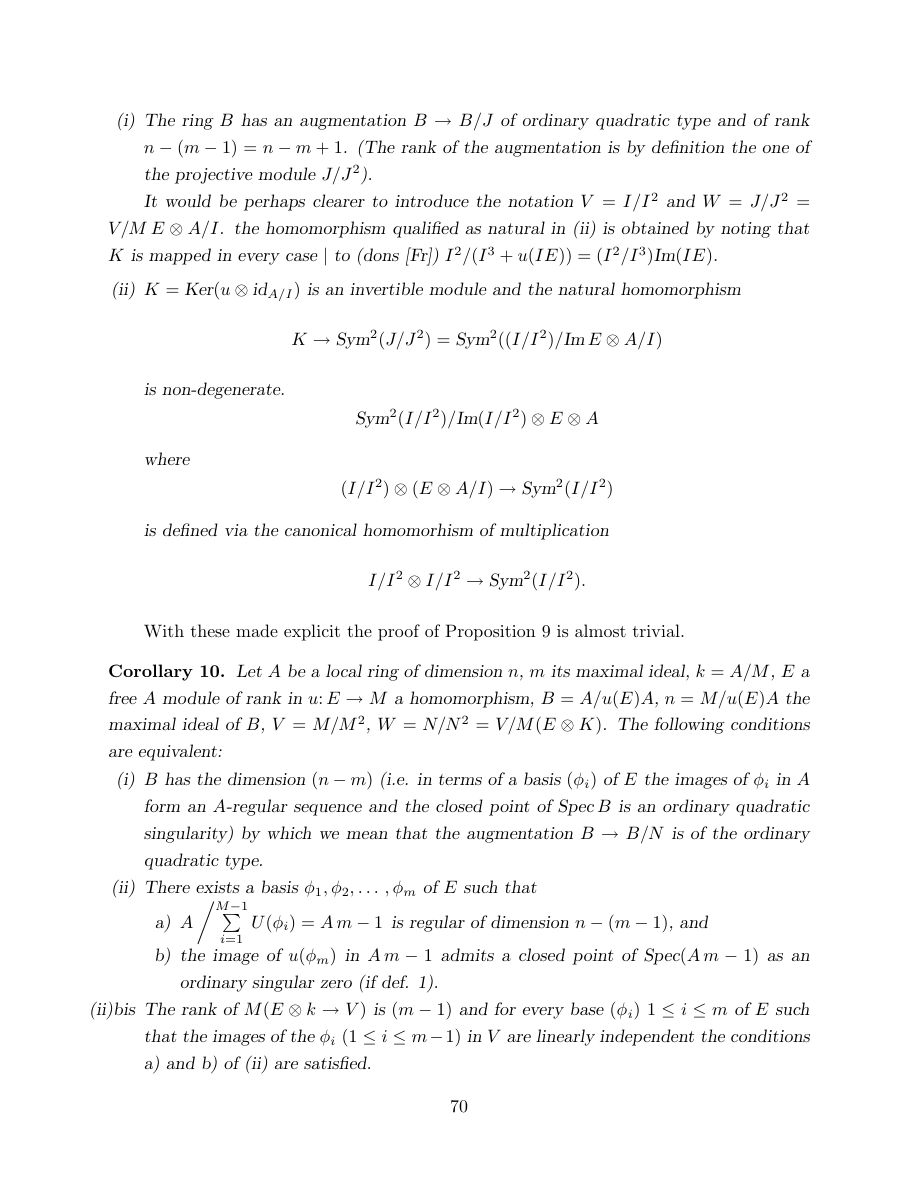 (i) The ring B has an augmentation B → B/J of ordinary quadratic type and of rank
n − (m − 1) = n − m + 1. (The rank of the augmentation is by definition the one of
the projective module J/J²).
It would be perhaps clearer to introduce the notation V = I/I² and W = J/J² =
V/M E ⊗ A/I. the homomorphism qualified as natural in (ii) is obtained by noting that
K is mapped in every case | to (dons [Fr]) I²/(I³ + u(IE)) = (I²/I³)Im(IE).
(ii) K = Ker(u ⊗ id_{A/I}) is an invertible module and the natural homomorphism
K → Sym²(J/J²) = Sym²((I/I²)/Im E ⊗ A/I)
is non-degenerate.
Sym²(I/I²)/Im(I/I²) ⊗ E ⊗ A
where
(I/I²) ⊗ (E ⊗ A/I) → Sym²(I/I²)
is defined via the canonical homomorhism of multiplication
I/I² ⊗ I/I² → Sym²(I/I²).
With these made explicit the proof of Proposition 9 is almost trivial.
Corollary 10. Let A be a local ring of dimension n, m its maximal ideal, k = A/M, E a
free A module of rank in u: E → M a homomorphism, B = A/u(E)A, n = M/u(E)A the
maximal ideal of B, V = M/M², W = N/N² = V/M(E ⊗ K). The following conditions
are equivalent:
(i) B has the dimension (n − m) (i.e. in terms of a basis (ϕᵢ) of E the images of ϕᵢ in A
form an A-regular sequence and the closed point of Spec B is an ordinary quadratic
singularity) by which we mean that the augmentation B → B/N is of the ordinary
quadratic type.
(ii) There exists a basis ϕ₁, ϕ₂, . . . , ϕₘ of E such that
a) A / ∑_{i=1}^{M−1} U(ϕᵢ) = A m − 1 is regular of dimension n − (m − 1), and
b) the image of u(ϕₘ) in A m − 1 admits a closed point of Spec(A m − 1) as an
ordinary singular zero (if def. 1).
(ii)bis The rank of M(E ⊗ k → V) is (m − 1) and for every base (ϕᵢ) 1 ≤ i ≤ m of E such
that the images of the ϕᵢ (1 ≤ i ≤ m − 1) in V are linearly independent the conditions
a) and b) of (ii) are satisfied.
70